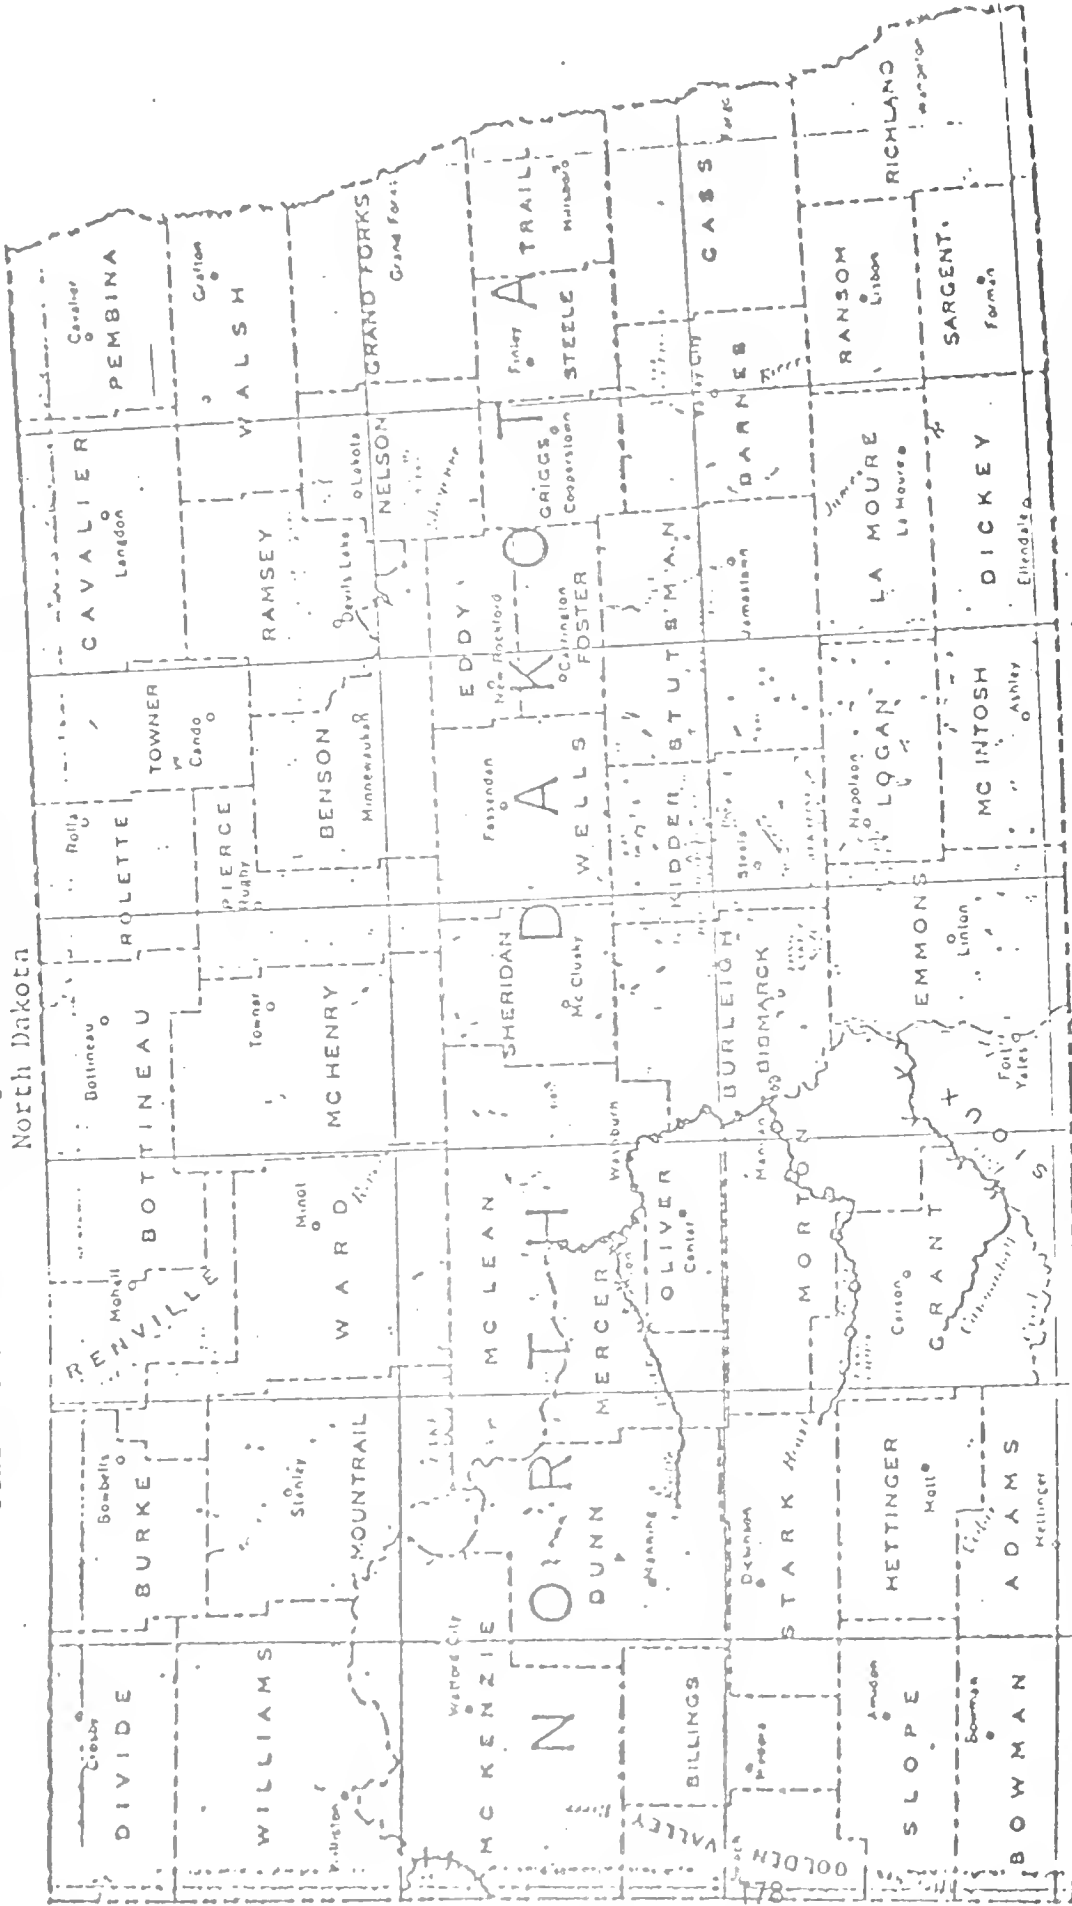 North Dakota
DIVIDE
Crosby
BURKE
Bowbells
RENVILLE
Mohall
BOTTINEAU
Bottineau
ROLETTE
Rolla
TOWNER
Cando
CAVALIER
Langdon
PEMBINA
Cavalier
WILLIAMS
Williston
MOUNTRAIL
Stanley
WARD
Minot
MCHENRY
Towner
PIERCE
Rugby
BENSON
Minnewaukan
RAMSEY
Devils Lake
WALSH
Grafton
NELSON
Lakota
GRAND FORKS
Grand Forks
MC KENZIE
Watford City
MC LEAN
Washburn
SHERIDAN
Mc Clusky
WELLS
Fessenden
EDDY
New Rockford
FOSTER
Carrington
GRIGGS
Cooperstown
STEELE
Finley
TRAILL
Hillsboro
NORTH DAKOTA
DUNN
Manning
MERCER
OLIVER
Center
BILLINGS
Medora
GOLDEN VALLEY
STARK
Dickinson
MORTON
Mandan
BURLEIGH
BISMARCK
KIDDER
Steele
STUTSMAN
Jamestown
BARNES
Valley City
CASS
SLOPE
Amidon
HETTINGER
Mott
GRANT
Carson
SIOUX
Fort
Yates
EMMONS
Linton
LOGAN
Napoleon
LA MOURE
La Moure
RANSOM
Lisbon
RICHLAND
BOWMAN
Bowman
ADAMS
Hettinger
MC INTOSH
Ashley
DICKEY
Ellendale
SARGENT
Forman
178